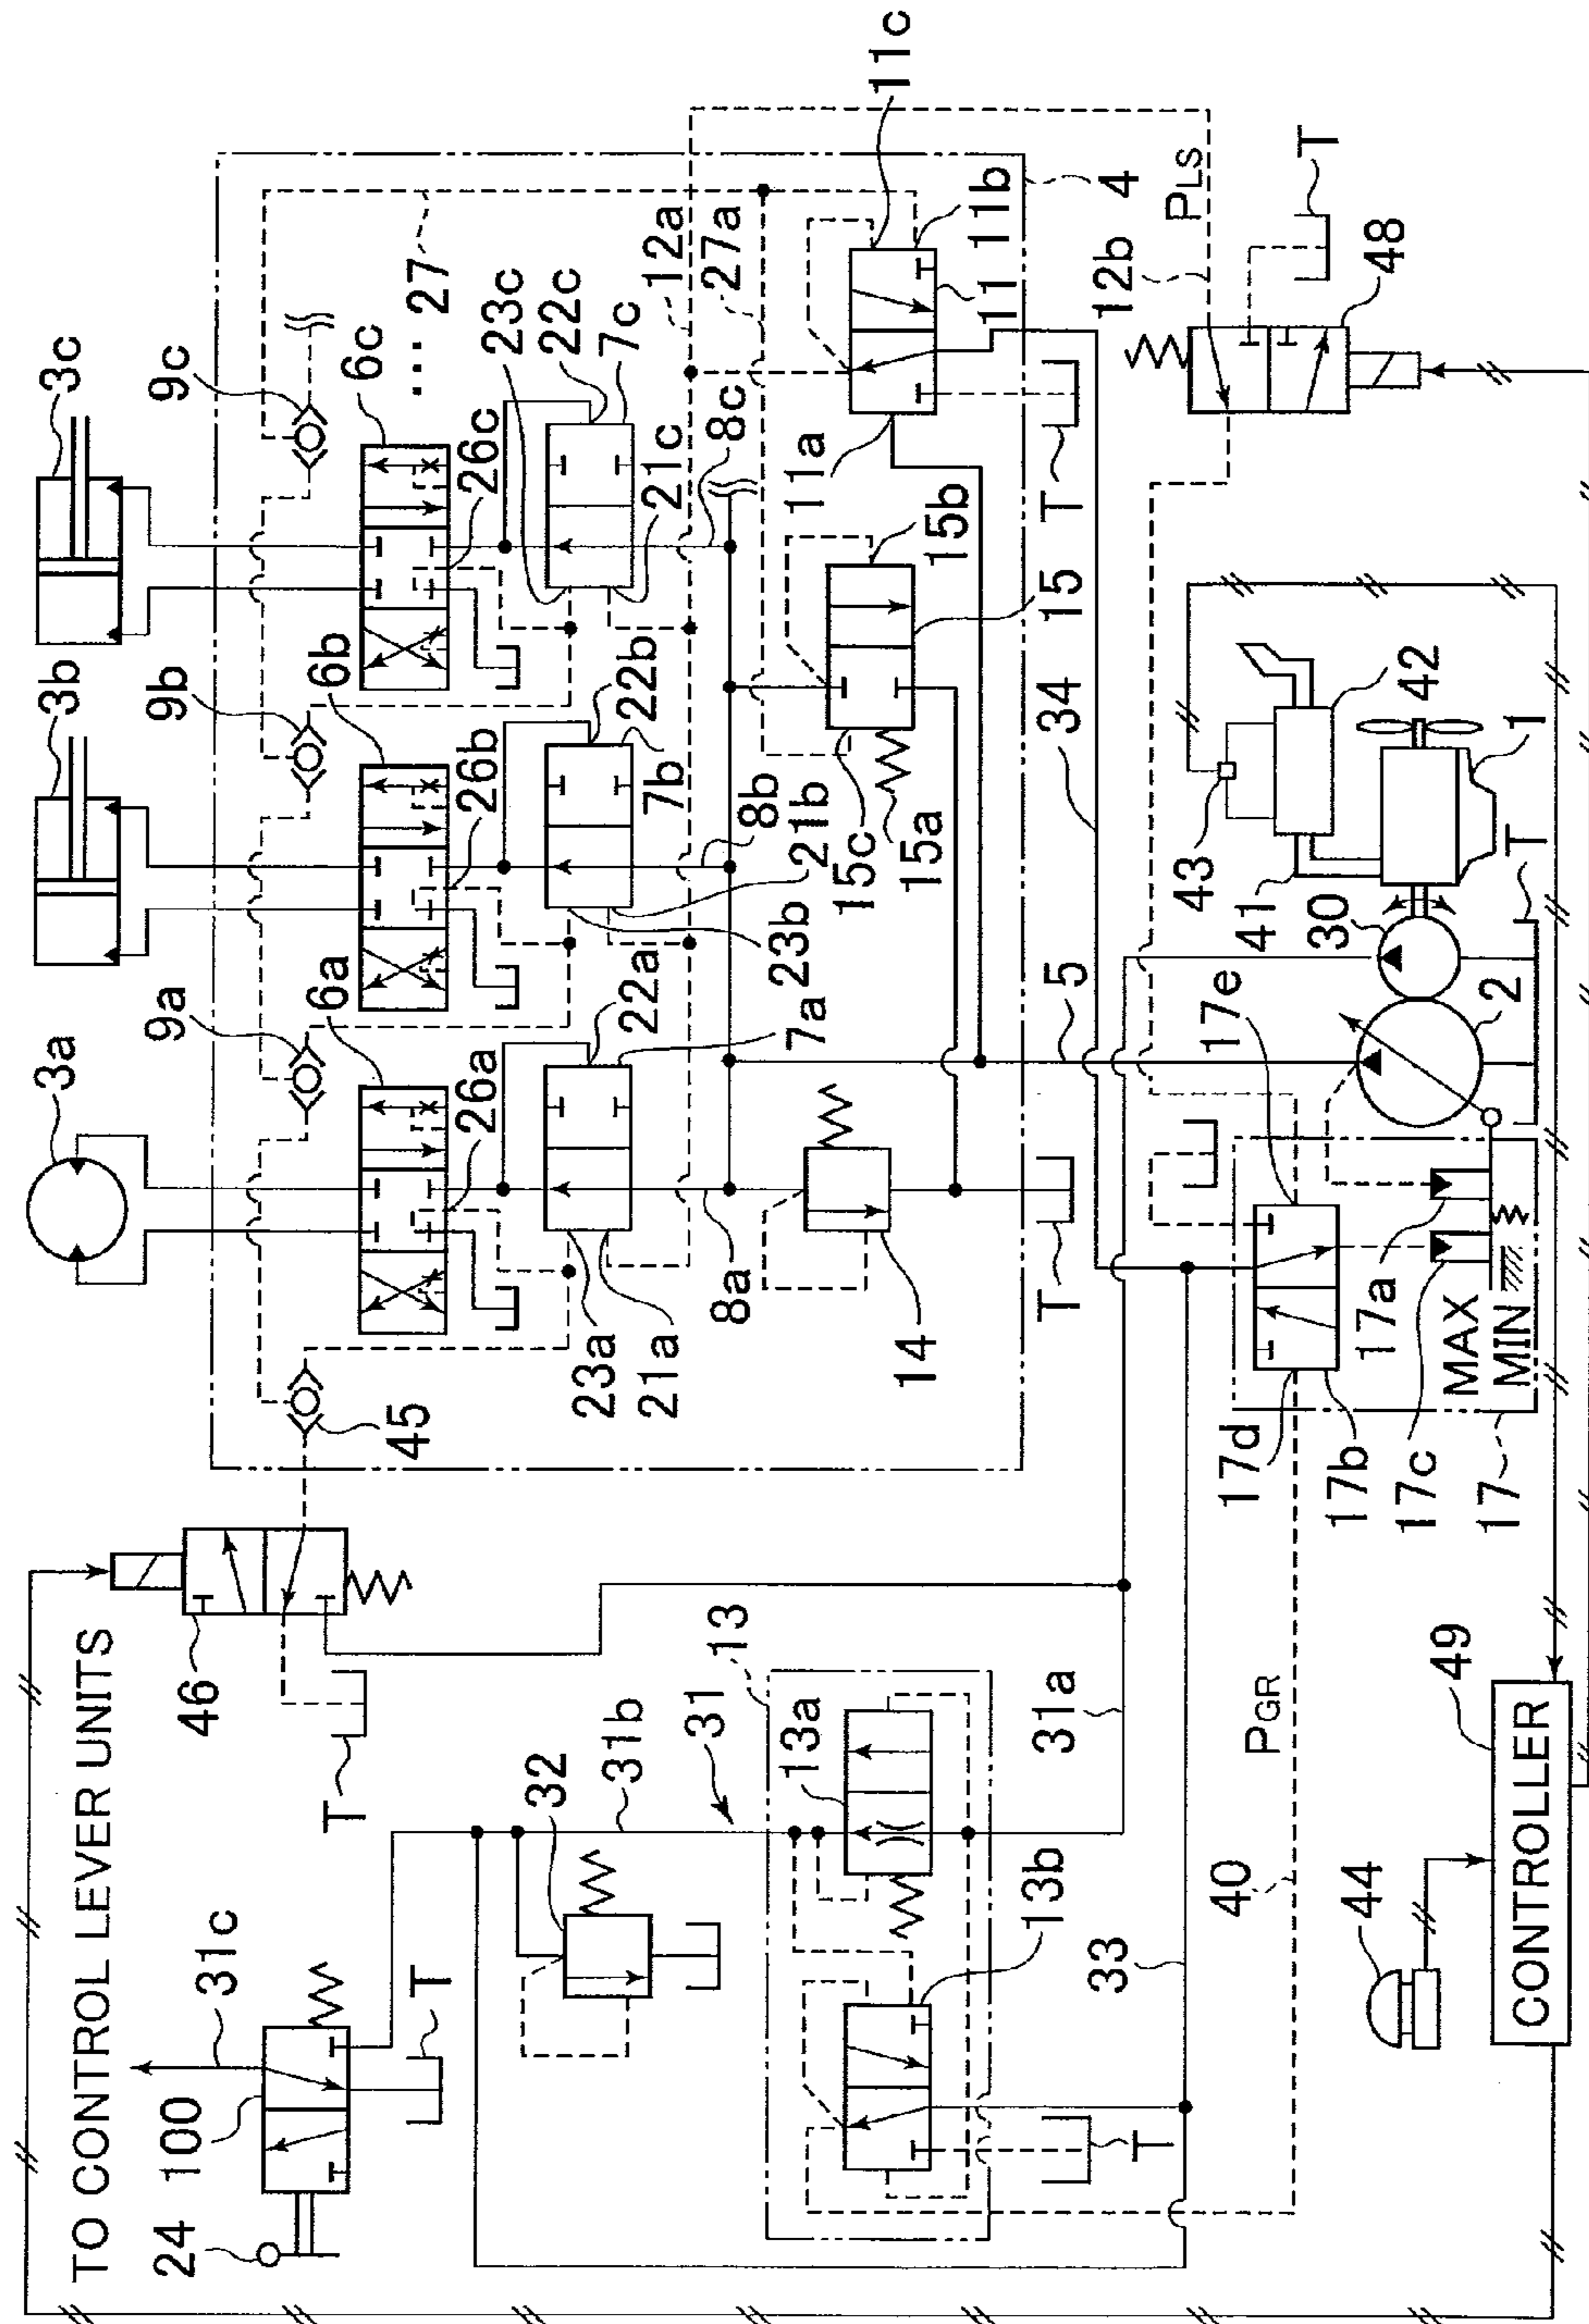 3a
3b
3c
9a
9b
9c
6a
6b
6c
... 27
26a
26b
26c
23c
22c
7c
12a
27a
11c
22a
7a
22b
7b
21b
23b
8b
21c
8c
23a
21a
8a
14
45
15c
15a
15
15b
11a
11
11b
4
T
T
12b
PLS
T
48
34
5
TO CONTROL LEVER UNITS
46
T
24
100
31c
T
32
31b
31
13
13a
13b
31a
T
33
40
PGR
17e
17d
17b
17c
17
17a
MAX
MIN
43
41
42
30
1
2
T
44
49
CONTROLLER